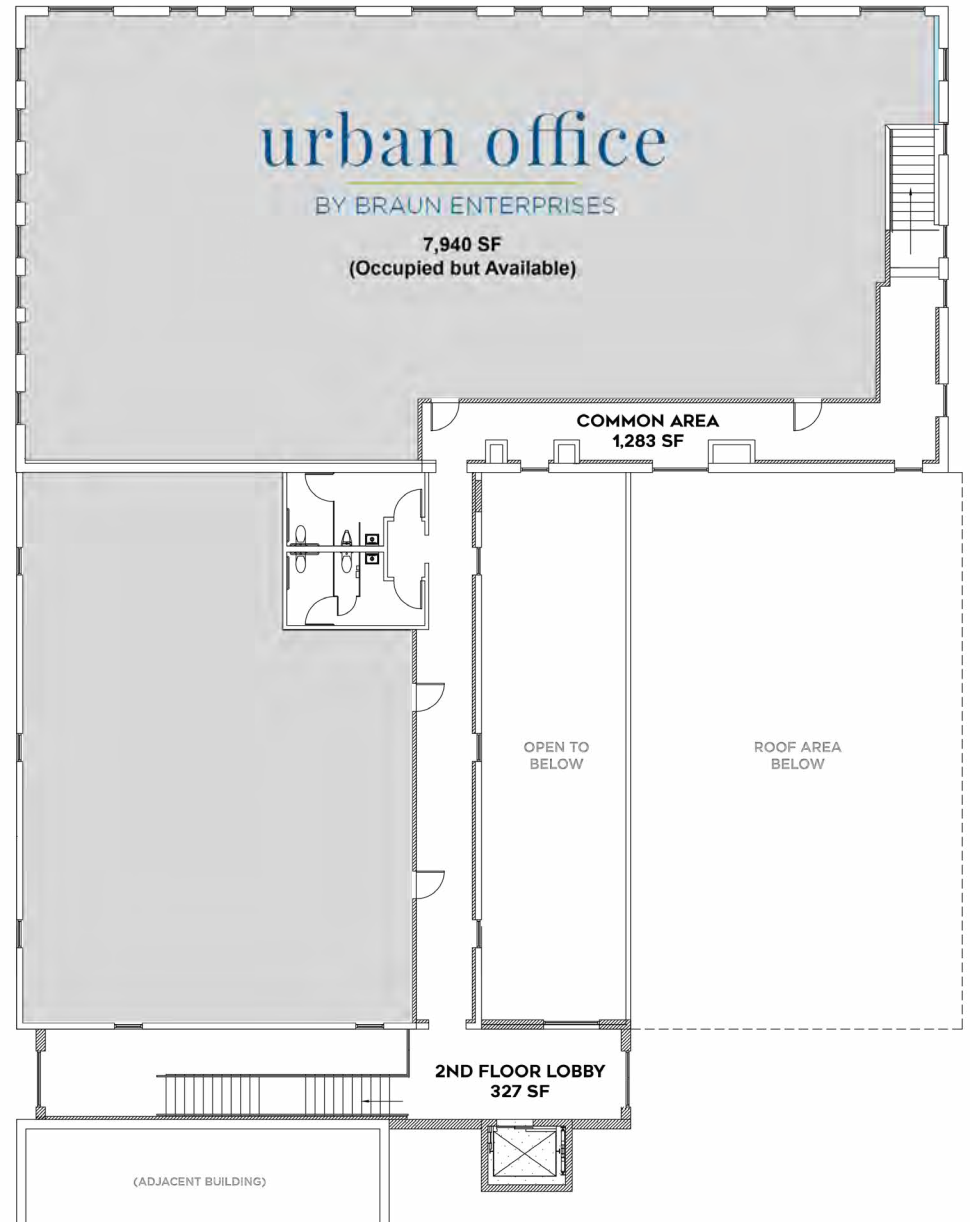 urban office
BY BRAUN ENTERPRISES
7,940 SF
(Occupied but Available)
COMMON AREA
1,283 SF
OPEN TO
BELOW
ROOF AREA
BELOW
2ND FLOOR LOBBY
327 SF
(ADJACENT BUILDING)